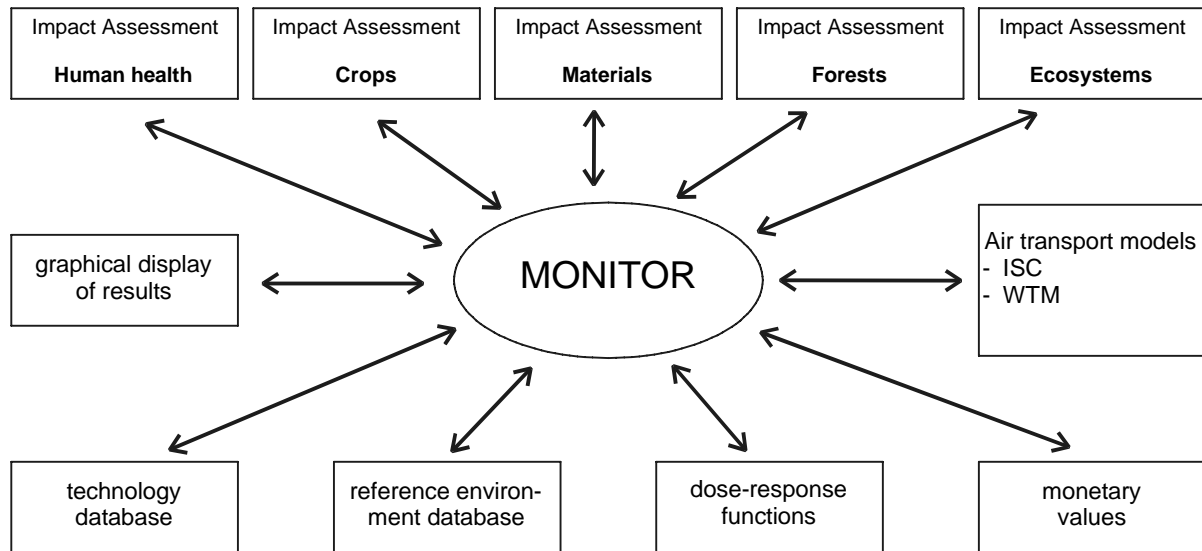 Impact Assessment
Human health
Impact Assessment
Crops
Impact Assessment
Materials
Impact Assessment
Forests
Impact Assessment
Ecosystems
graphical display
of results
MONITOR
Air transport models
- ISC
- WTM
technology
database
reference environ-
ment database
dose-response
functions
monetary
values